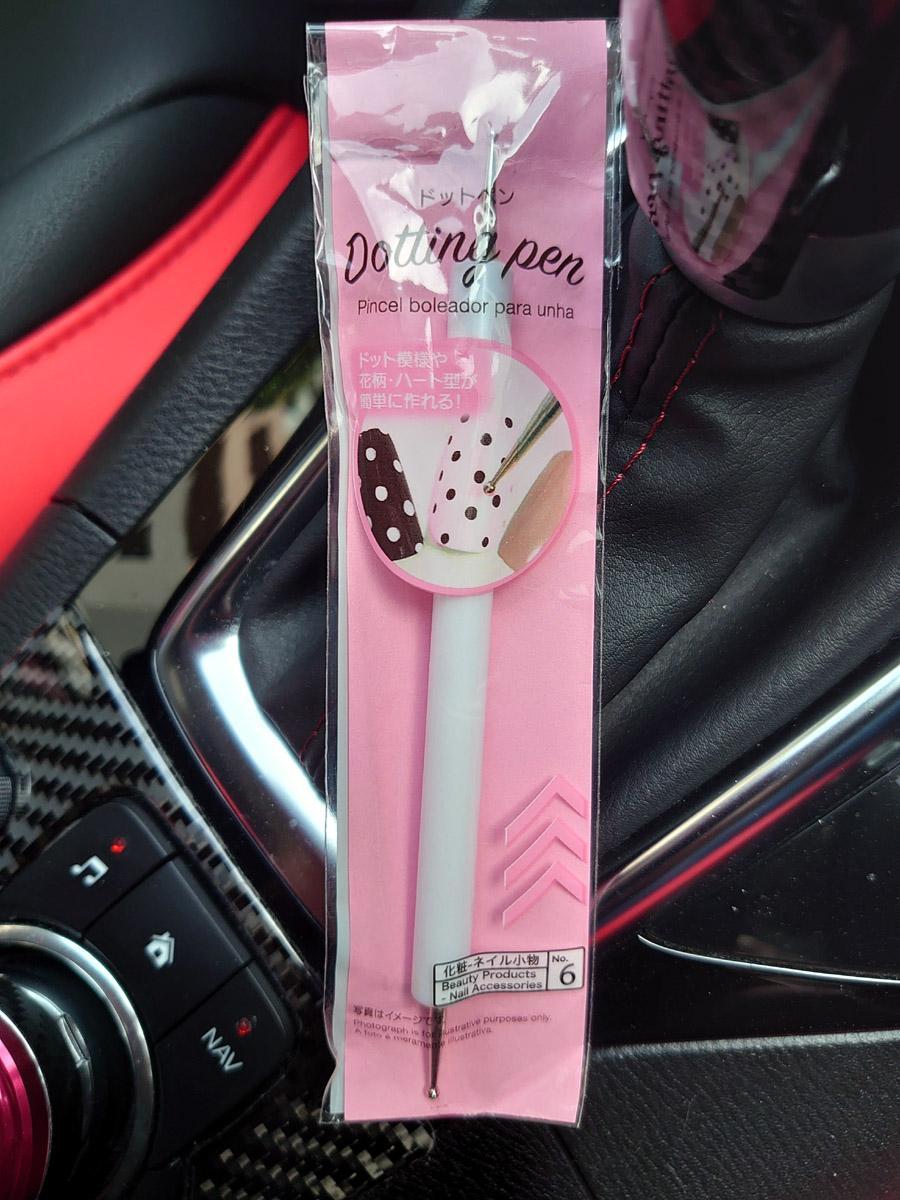 ドットペン
Dotting pen
Pincel boleador para unha
ドット模様や
花柄・ハート型が
簡単に作れる!
化粧-ネイル小物
Beauty Products
- Nail Accessories
No.
6
写真はイメージです。
Photograph is for illustrative purposes only.
A foto é meramente illustrativa.
NAV